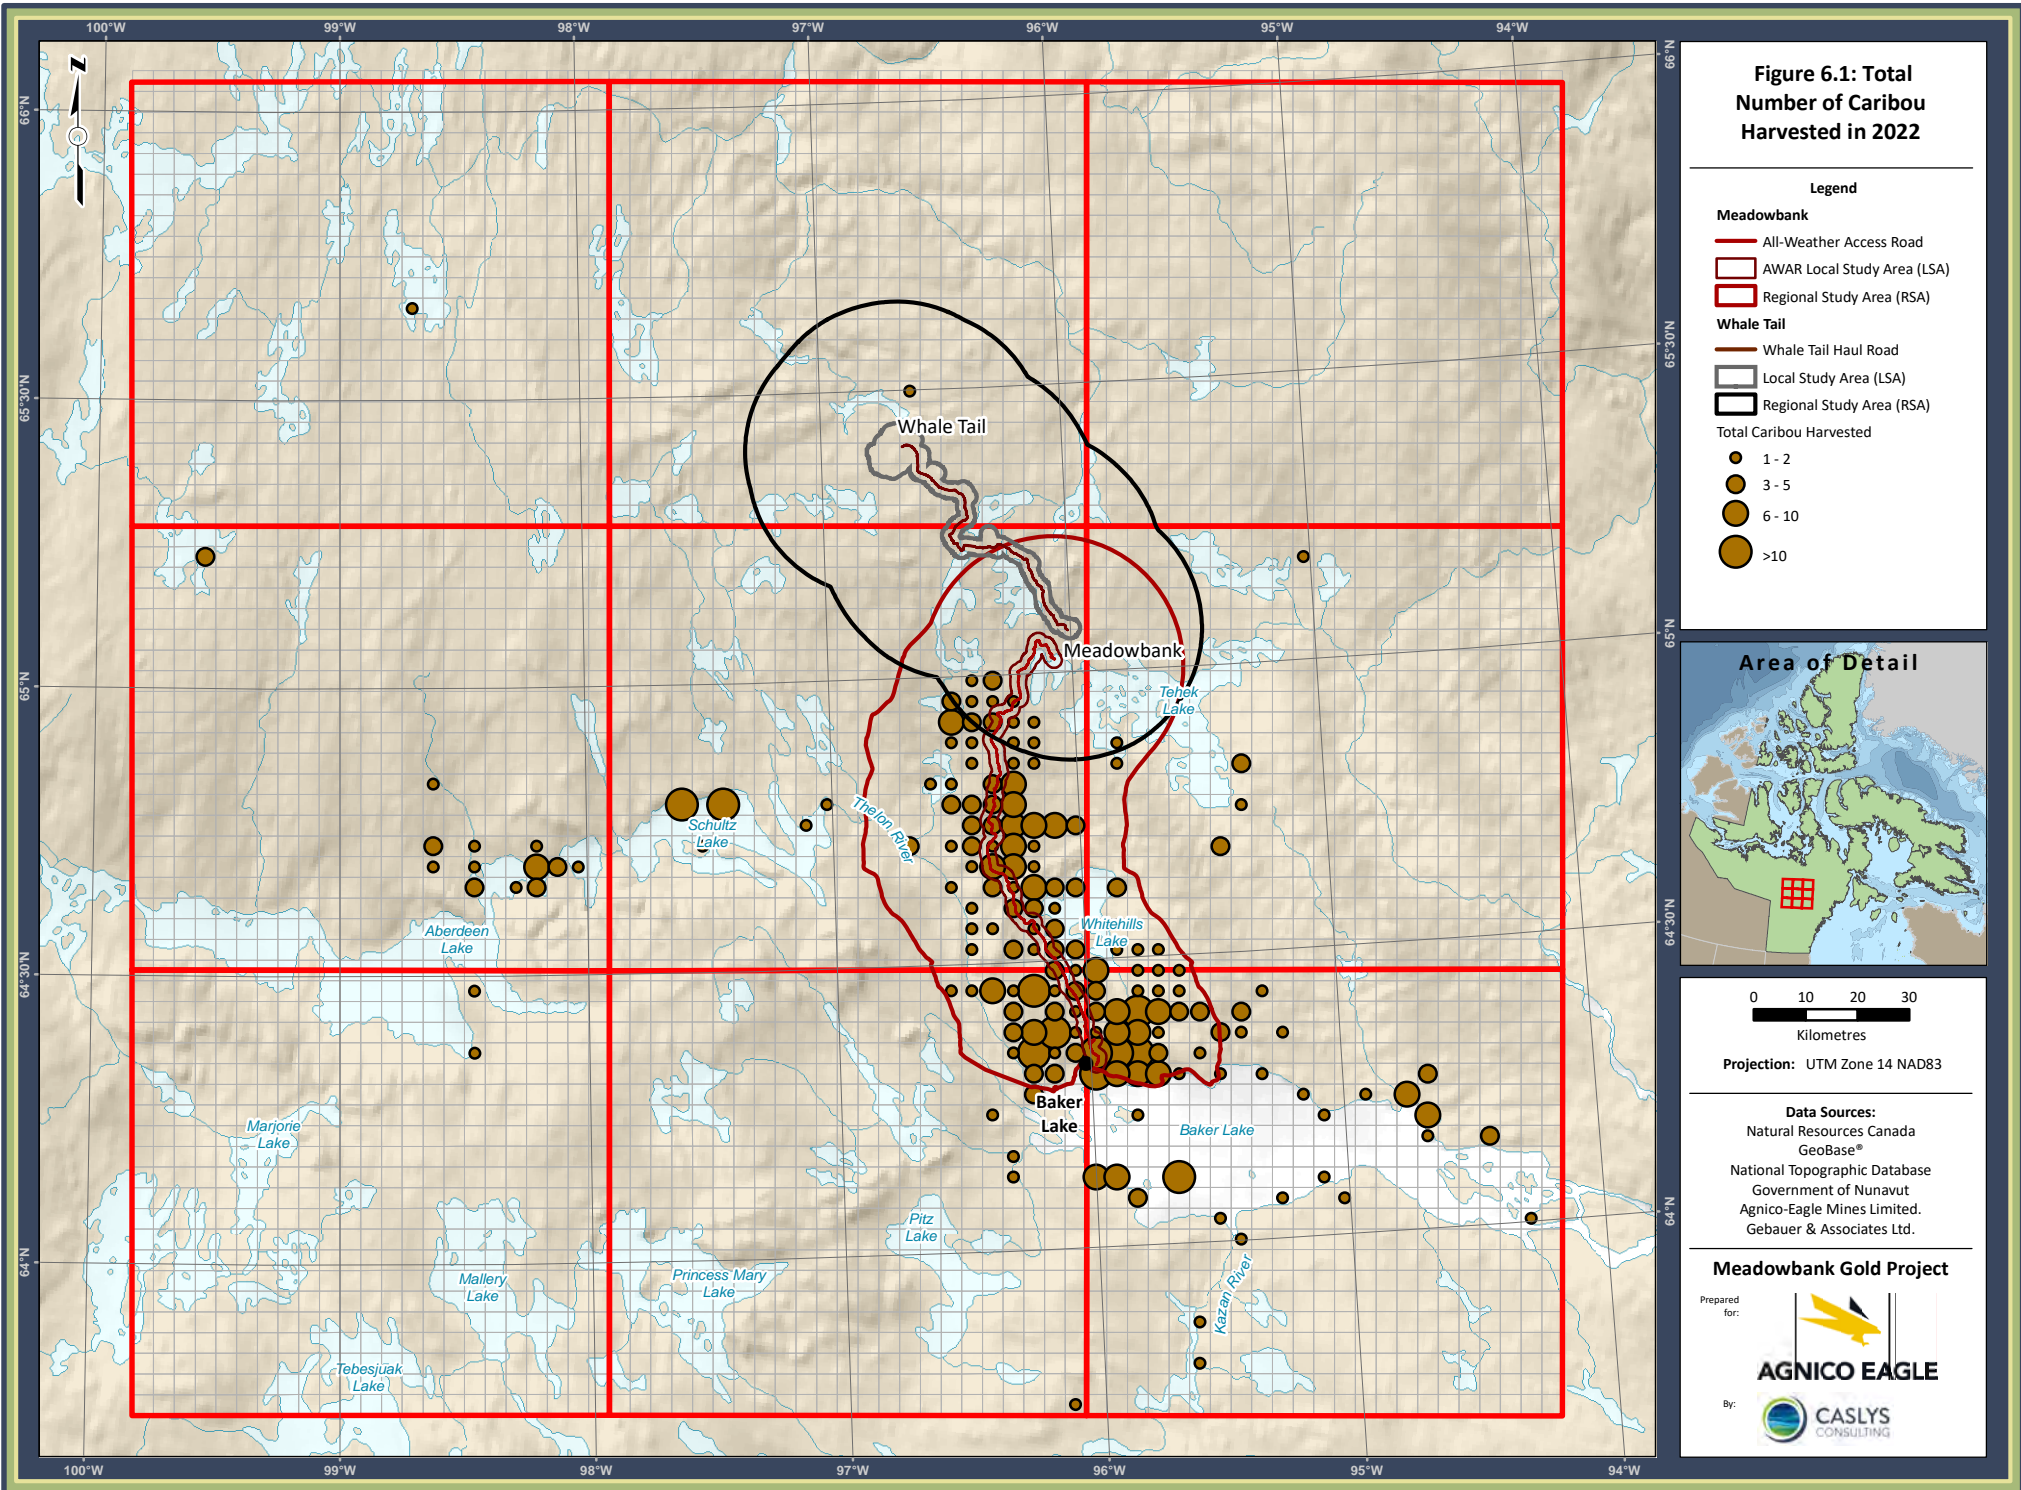 100°W
99°W
98°W
97°W
96°W
95°W
94°W
66°N
65°30'N
65°N
64°30'N
64°N
66°N
65°30'N
65°N
64°30'N
64°N
100°W
99°W
98°W
97°W
96°W
95°W
94°W
N
Whale Tail
Meadowbank
Tehek
Lake
Thelon River
Schultz
Lake
Aberdeen
Lake
Whitehills
Lake
Baker
Lake
Baker Lake
Marjorie
Lake
Pitz
Lake
Mallery
Lake
Princess Mary
Lake
Kazan River
Tebesjuak
Lake
Figure 6.1: Total
Number of Caribou
Harvested in 2022
Legend
Meadowbank
All-Weather Access Road
AWAR Local Study Area (LSA)
Regional Study Area (RSA)
Whale Tail
Whale Tail Haul Road
Local Study Area (LSA)
Regional Study Area (RSA)
Total Caribou Harvested
1 - 2
3 - 5
6 - 10
>10
Area of Detail
0 10 20 30
Kilometres
Projection: UTM Zone 14 NAD83
Data Sources:
Natural Resources Canada
GeoBase®
National Topographic Database
Government of Nunavut
Agnico-Eagle Mines Limited.
Gebauer & Associates Ltd.
Meadowbank Gold Project
Prepared
for:
AGNICO EAGLE
By:
CASLYS
CONSULTING